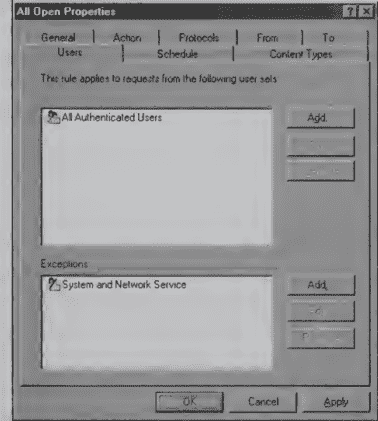 All Open Properties
General Action Protocols From To
Users Schedule Content Types
This rule applies to requests from the following user sets
All Authenticated Users
Add.
Exceptions
System and Network Service
Add,
OK Cancel Apply